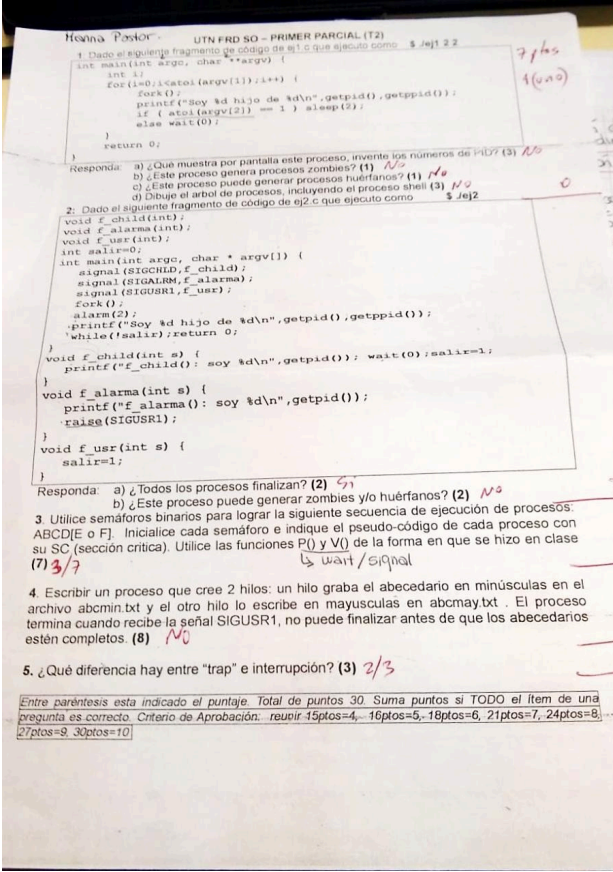 Hanna Pastor.
UTN FRD SO – PRIMER PARCIAL (T2)
1: Dado el siguiente fragmento de código de ej1.c que ejecuto como $ ./ej1 2 2
7 ptos
1 (uno)
int main(int argc, char **argv) {
int i;
for(i=0;i<atoi(argv[1]);i++) {
fork();
printf("Soy %d hijo de %d\n",getpid(),getppid());
if ( atoi(argv[2]) == 1 ) sleep(2);
else wait(0);
}
return 0;
}
Responda: a) ¿Qué muestra por pantalla este proceso, invente los números de PID? (3) No
b) ¿Este proceso genera procesos zombies? (1) No
c) ¿Este proceso puede generar procesos huérfanos? (1) No
d) Dibuje el arbol de procesos, incluyendo el proceso shell (3) No
0
2: Dado el siguiente fragmento de código de ej2.c que ejecuto como $ ./ej2
void f_child(int);
void f_alarma(int);
void f_usr(int);
int salir=0;
int main(int argc, char * argv[]) {
signal(SIGCHLD,f_child);
signal(SIGALRM,f_alarma);
signal(SIGUSR1,f_usr);
fork();
alarm(2);
printf("Soy %d hijo de %d\n",getpid(),getppid());
while(!salir);return 0;
}
void f_child(int s) {
printf("f_child(): soy %d\n",getpid()); wait(0);salir=1;
}
void f_alarma(int s) {
printf("f_alarma(): soy %d\n",getpid());
raise(SIGUSR1);
}
void f_usr(int s) {
salir=1;
}
Responda: a) ¿Todos los procesos finalizan? (2) Si
b) ¿Este proceso puede generar zombies y/o huérfanos? (2) No
3. Utilice semáforos binarios para lograr la siguiente secuencia de ejecución de procesos:
ABCD[E o F]. Inicialice cada semáforo e indique el pseudo-código de cada proceso con
su SC (sección critica). Utilice las funciones P() y V() de la forma en que se hizo en clase
(7) 3/7
↳ wait/signal
4. Escribir un proceso que cree 2 hilos: un hilo graba el abecedario en minúsculas en el
archivo abcmin.txt y el otro hilo lo escribe en mayusculas en abcmay.txt . El proceso
termina cuando recibe la señal SIGUSR1, no puede finalizar antes de que los abecedarios
estén completos. (8) No
5. ¿Qué diferencia hay entre "trap" e interrupción? (3) 2/3
Entre paréntesis esta indicado el puntaje. Total de puntos 30. Suma puntos si TODO el ítem de una
pregunta es correcto. Criterio de Aprobación: reunir 15ptos=4, 16ptos=5, 18ptos=6, 21ptos=7, 24ptos=8,
27ptos=9, 30ptos=10